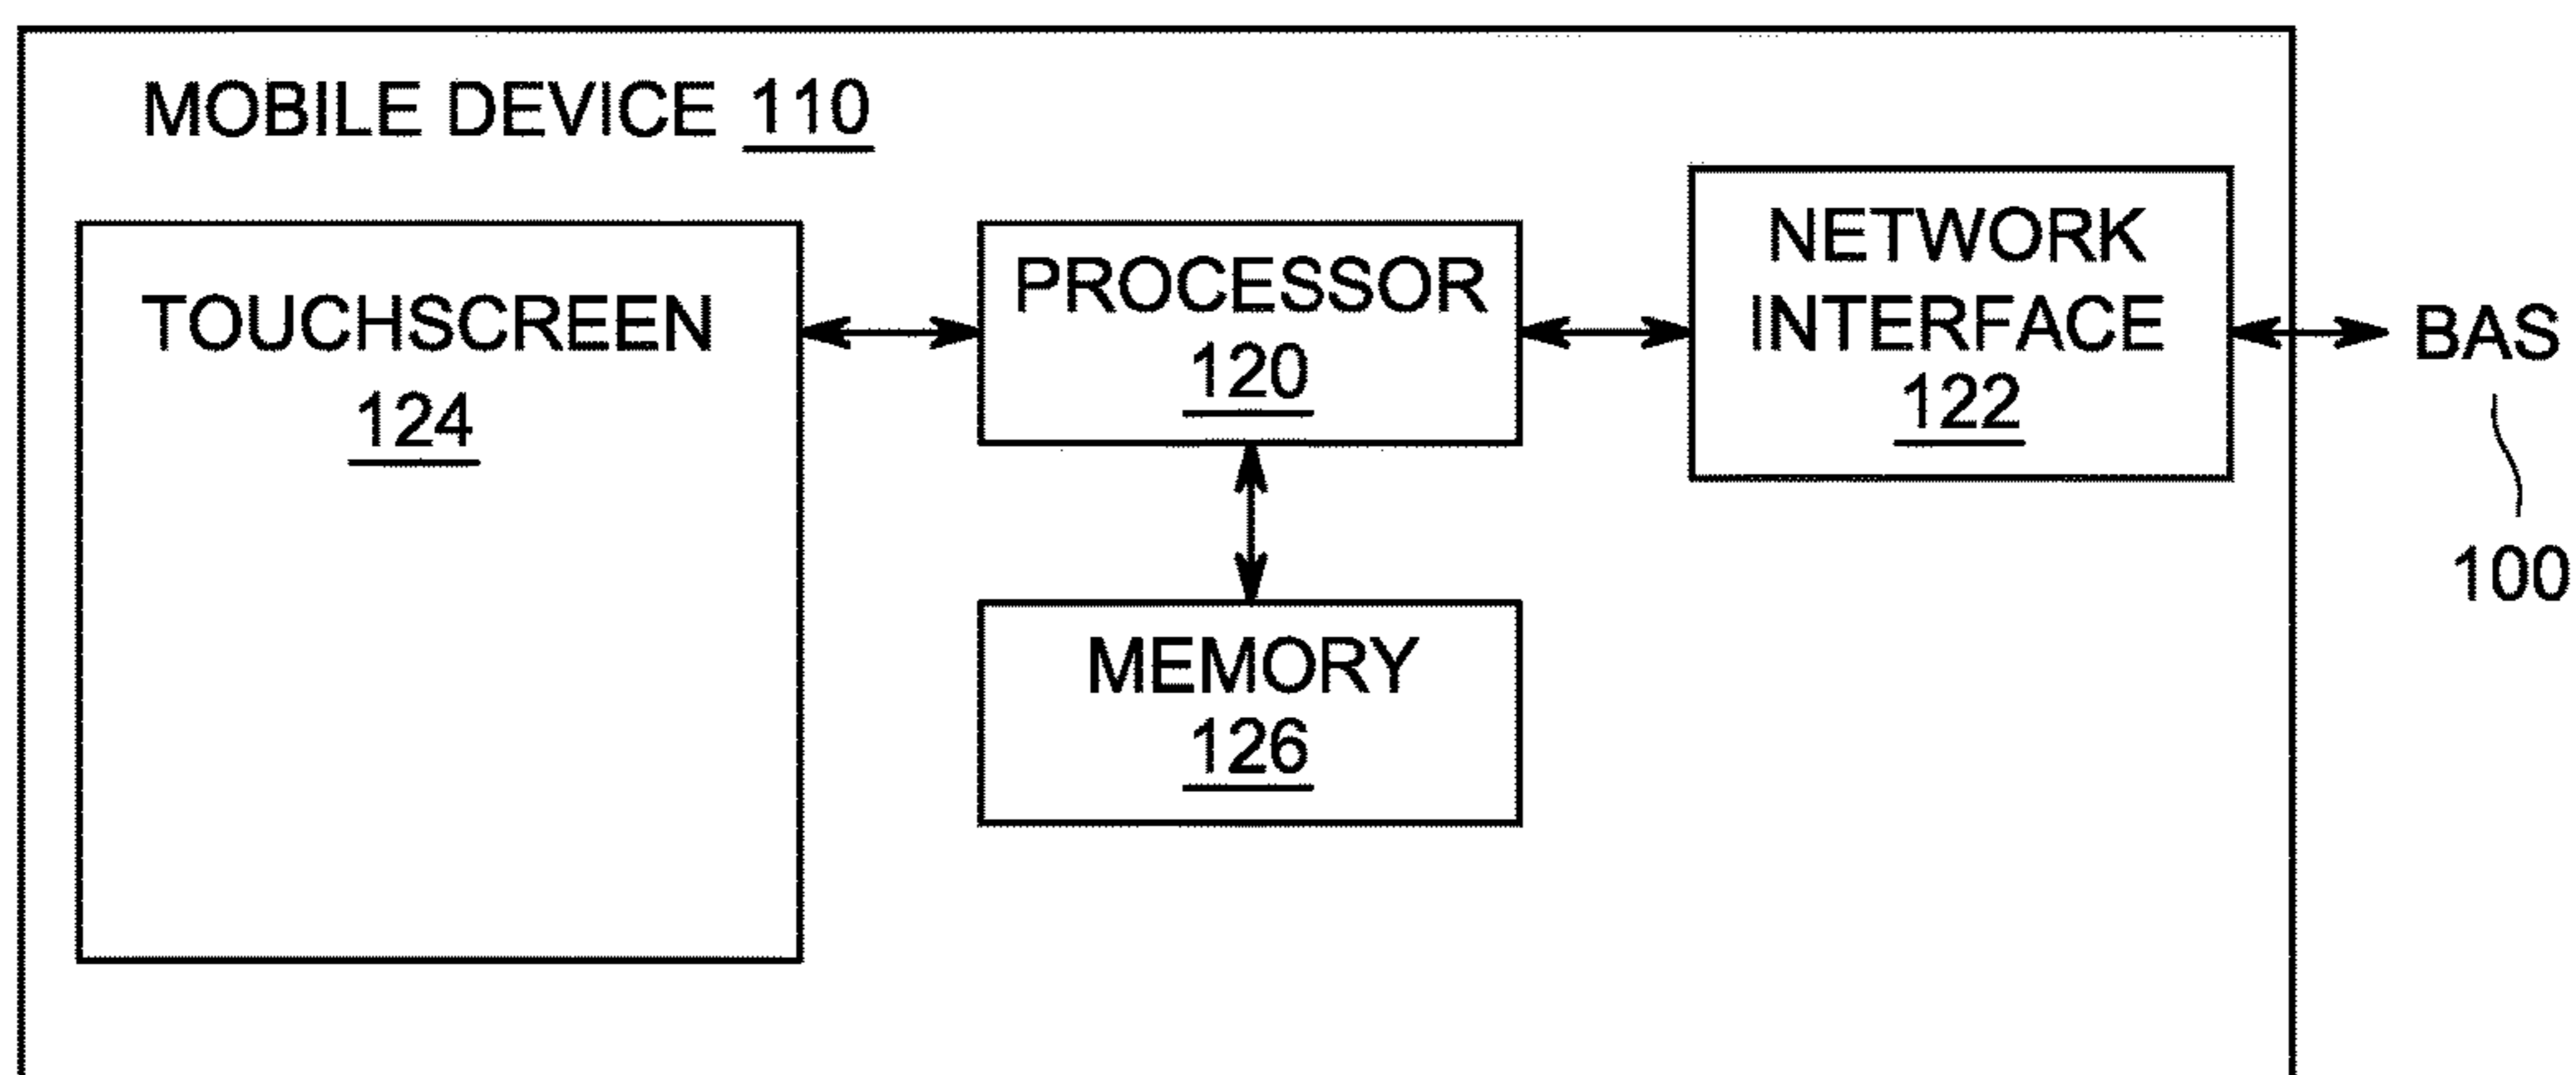 MOBILE DEVICE 110
TOUCHSCREEN
124
PROCESSOR
120
NETWORK
INTERFACE
122
BAS
100
MEMORY
126